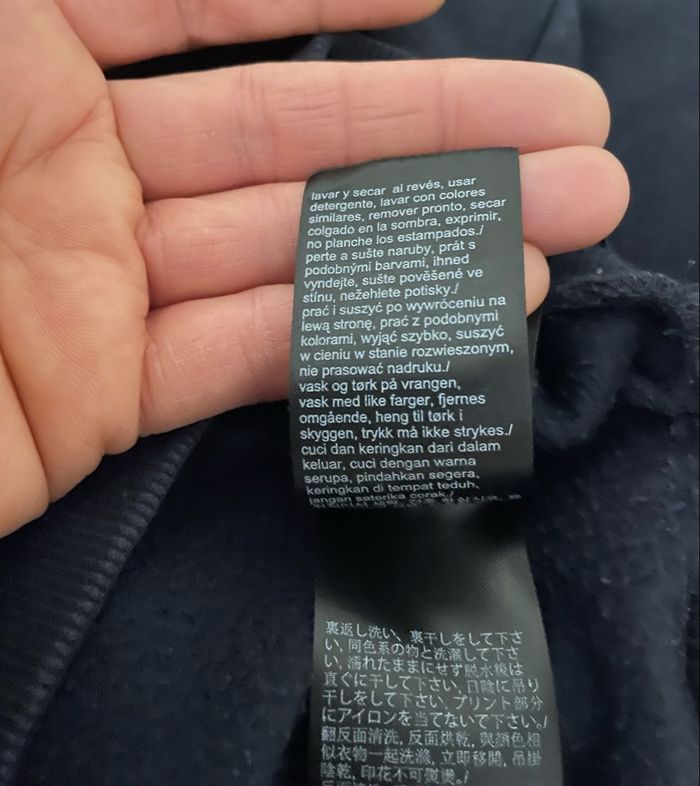 lavar y secar al revés, usar
detergente, lavar con colores
similares, remover pronto, secar
colgado en la sombra, exprimir,
no planche los estampados./
perte a sušte naruby, prát s
podobnými barvami, ihned
vyndejte, sušte pověšené ve
stínu, nežehlete potisky./
prać i suszyć po wywróceniu na
lewą stronę, prać z podobnymi
kolorami, wyjąć szybko, suszyć
w cieniu w stanie rozwieszonym,
nie prasować nadruku./
vask og tørk på vrangen,
vask med like farger, fjernes
omgående, heng til tørk i
skyggen, trykk må ikke strykes./
cuci dan keringkan dari dalam
keluar, cuci dengan warna
serupa, pindahkan segera,
keringkan di tempat teduh,
jangan seterika corak./
裏返し洗い、裏干しをして下さ
い, 同色系の物と洗濯して下さ
い, 濡れたままにせず脱水後は
直ぐに干して下さい, 日陰に吊り
干しをして下さい, プリント部分
にアイロンを当てないで下さい。/
翻反面清洗, 反面烘乾, 與顏色相
似衣物一起洗滌, 立即移開, 吊掛
陰乾, 印花不可熨燙。/